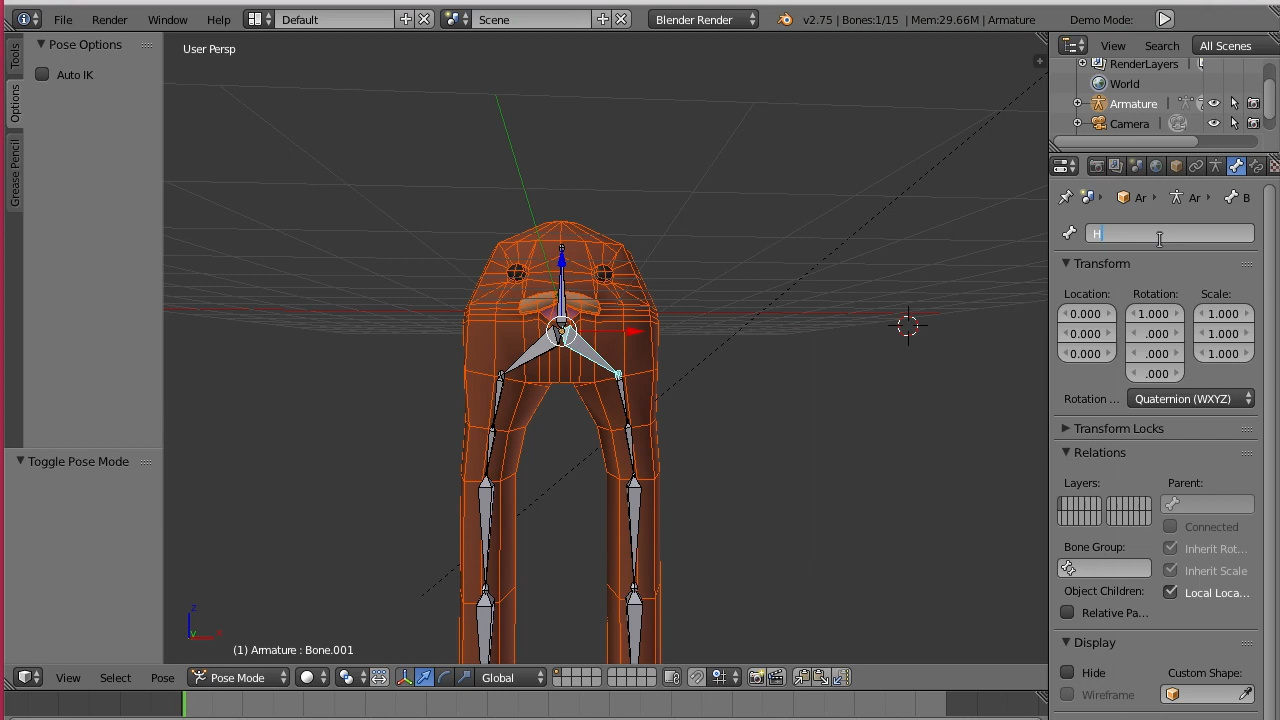 File Render Window Help Default Scene Blender Render v2.75 | Bones:1/15 | Mem:29.66M | Armature Demo Mode:
Pose Options
Auto IK
Tools
Options
Grease Pencil
Toggle Pose Mode
User Persp
(1) Armature : Bone.001
View Select Pose Pose Mode Global
View Search All Scenes
RenderLayers
World
Armature
Camera
Ar Ar B
H
Transform
Location: Rotation: Scale:
0.000 1.000 1.000
0.000 .000 1.000
0.000 .000 1.000
.000
Rotation ... Quaternion (WXYZ)
Transform Locks
Relations
Layers: Parent:
Connected
Bone Group: Inherit Rot...
Inherit Scale
Object Children: Local Loca...
Relative Pa...
Display
Hide Custom Shape:
Wireframe
z
x
y